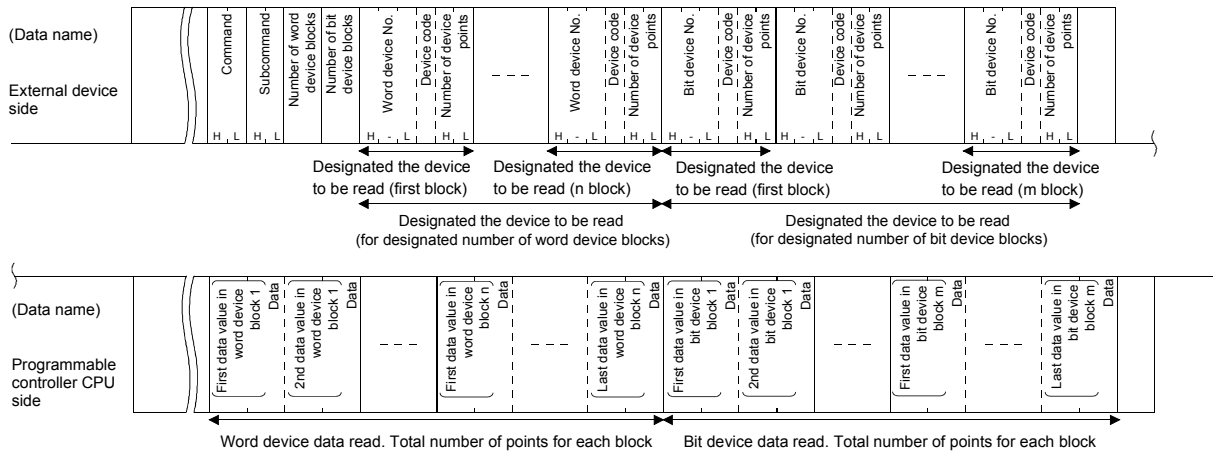 (Data name)
External device
side
Command
H L
Subcommand
H L
Number of word
device blocks
Number of bit
device blocks
Word device No.
H - L
Device code
Number of device
points
H L
Word device No.
H - L
Device code
Number of device
points
H L
Bit device No.
H - L
Device code
Number of device
points
H L
Bit device No.
H - L
Device code
Number of device
points
H L
Bit device No.
H - L
Device code
Number of device
points
H L
Designated the device
to be read (first block)
Designated the device
to be read (n block)
Designated the device
to be read (first block)
Designated the device
to be read (m block)
Designated the device to be read
(for designated number of word device blocks)
Designated the device to be read
(for designated number of bit device blocks)
(Data name)
Programmable
controller CPU
side
First data value in
word device
block 1
Data
2nd data value in
word device
block 1
Data
First data value in
word device
block n
Data
Last data value in
word device
block n
Data
First data value in
bit device
block 1
Data
2nd data value in
bit device
block 1
Data
First data value in
bit device
block m
Data
Last data value in
bit device
block m
Data
Word device data read. Total number of points for each block
Bit device data read. Total number of points for each block